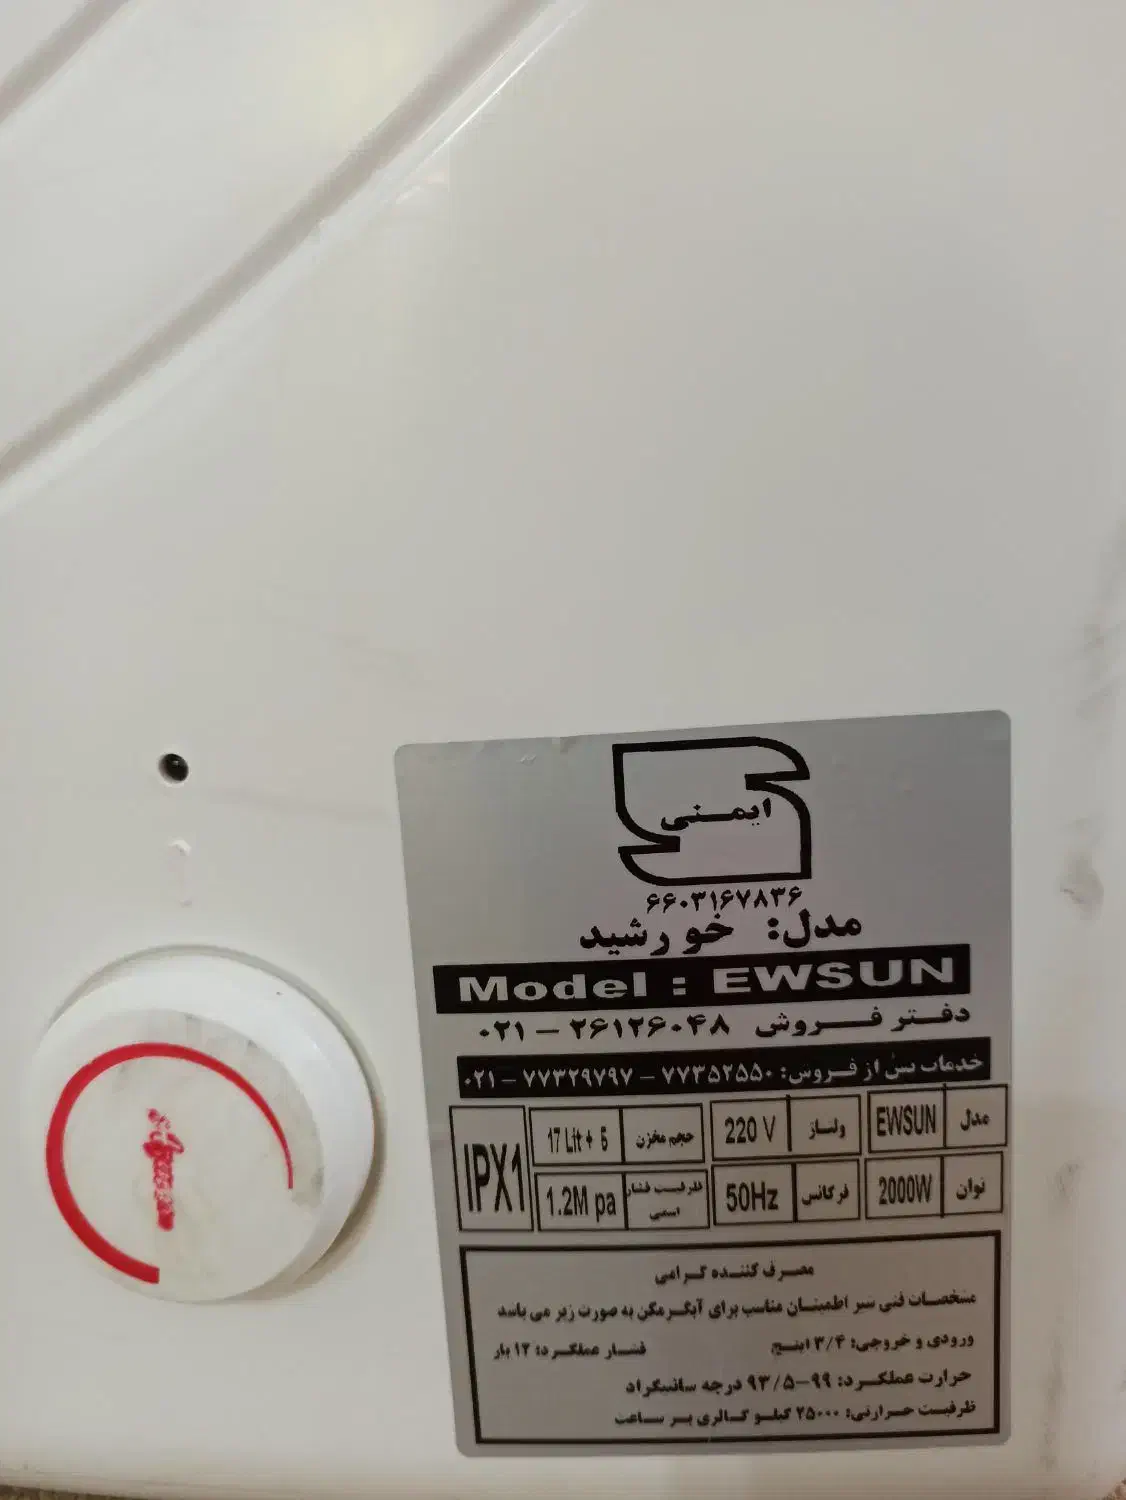 ایمنی
۶۶۰۳۱۶۷۸۳۶
مدل: خورشید
Model : EWSUN
دفتر فروش ۲۶۱۲۶۰۴۸ – ۰۲۱
خدمات پس از فروش: ۷۷۳۵۲۵۵۰ – ۷۷۳۲۹۷۹۷ – ۰۲۱
مدل EWSUN ولتاژ 220 V حجم مخزن 17 Lit + 5 IPX1
توان 2000W فرکانس 50Hz ظرفیت فشار اسمی 1.2M pa
مصرف کننده گرامی
مشخصات فنی شیر اطمینان مناسب برای آبگرمکن به صورت زیر می باشد
ورودی و خروجی: ۳/۴ اینچ فشار عملکرد: ۱۲ بار
حرارت عملکرد: ۹۹–۹۳/۵ درجه سانتیگراد
ظرفیت حرارتی: ۲۵۰۰۰ کیلو کالری بر ساعت